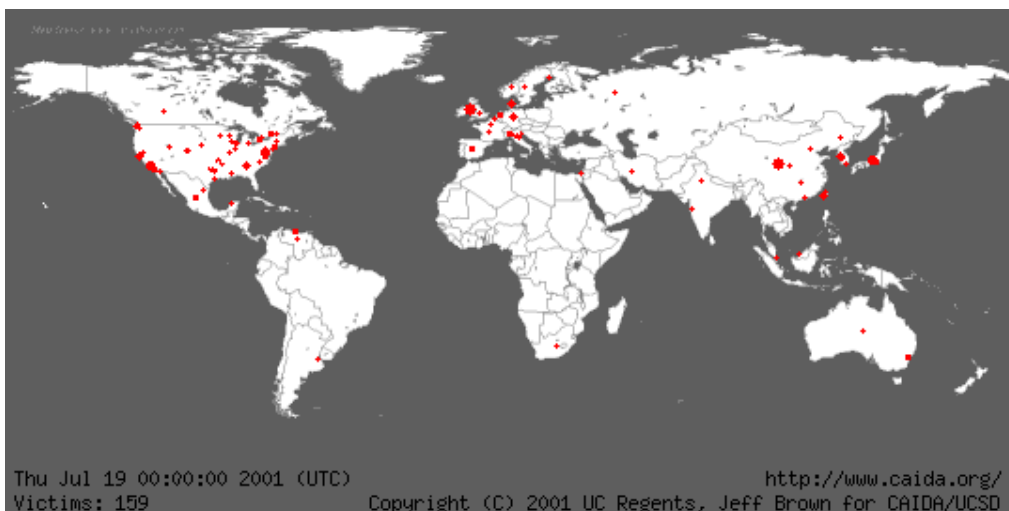 Thu Jul 19 00:00:00 2001 (UTC)
http://www.caida.org/
Victims: 159
Copyright (C) 2001 UC Regents, Jeff Brown for CAIDA/UCSD